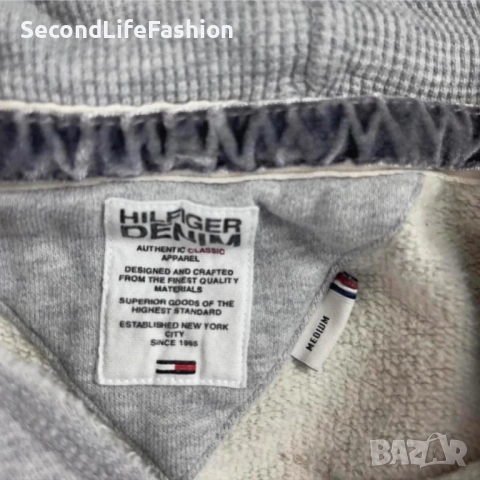 SecondLifeFashion
HILFIGER
DENIM
AUTHENTIC CLASSIC
APPAREL
DESIGNED AND CRAFTED
FROM THE FINEST QUALITY
MATERIALS
SUPERIOR GOODS OF THE
HIGHEST STANDARD
ESTABLISHED NEW YORK
CITY
SINCE 1985
MEDIUM
BAZAR